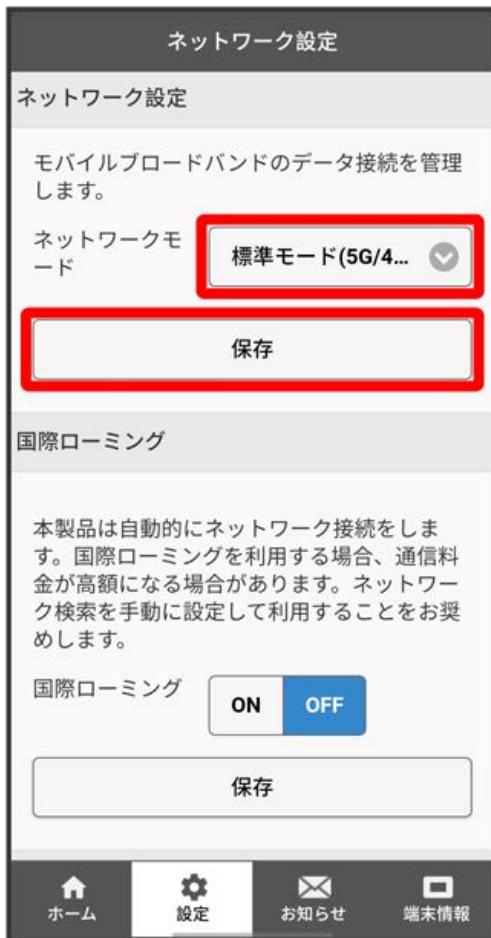 ネットワーク設定
ネットワーク設定
モバイルブロードバンドのデータ接続を管理
します。
ネットワークモ
ード
標準モード(5G/4...
保存
国際ローミング
本製品は自動的にネットワーク接続をしま
す。国際ローミングを利用する場合、通信料
金が高額になる場合があります。ネットワー
ク検索を手動に設定して利用することをお奨
めします。
国際ローミング
ON OFF
保存
ホーム 設定 お知らせ 端末情報